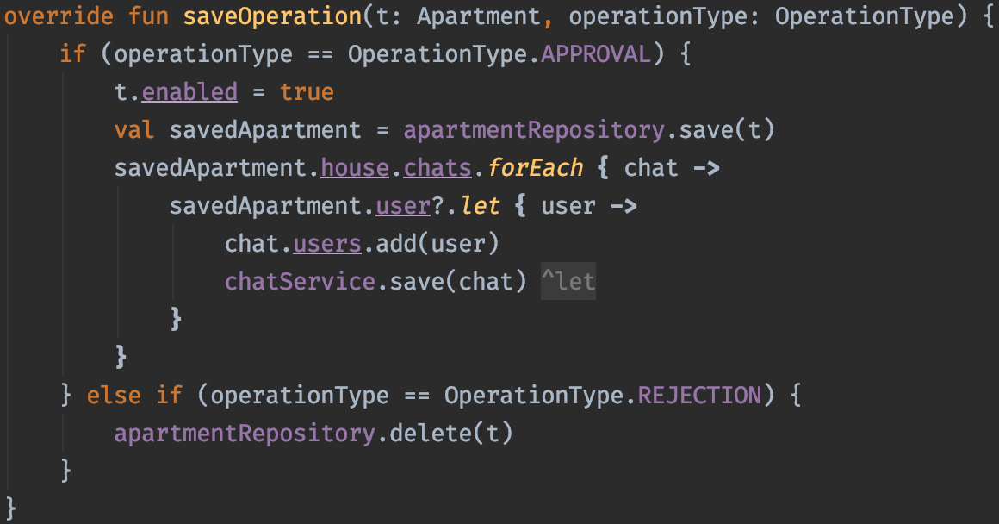 override fun saveOperation(t: Apartment, operationType: OperationType) {
    if (operationType == OperationType.APPROVAL) {
        t.enabled = true
        val savedApartment = apartmentRepository.save(t)
        savedApartment.house.chats.forEach { chat ->
            savedApartment.user?.let { user ->
                chat.users.add(user)
                chatService.save(chat) ^let
            }
        }
    } else if (operationType == OperationType.REJECTION) {
        apartmentRepository.delete(t)
    }
}